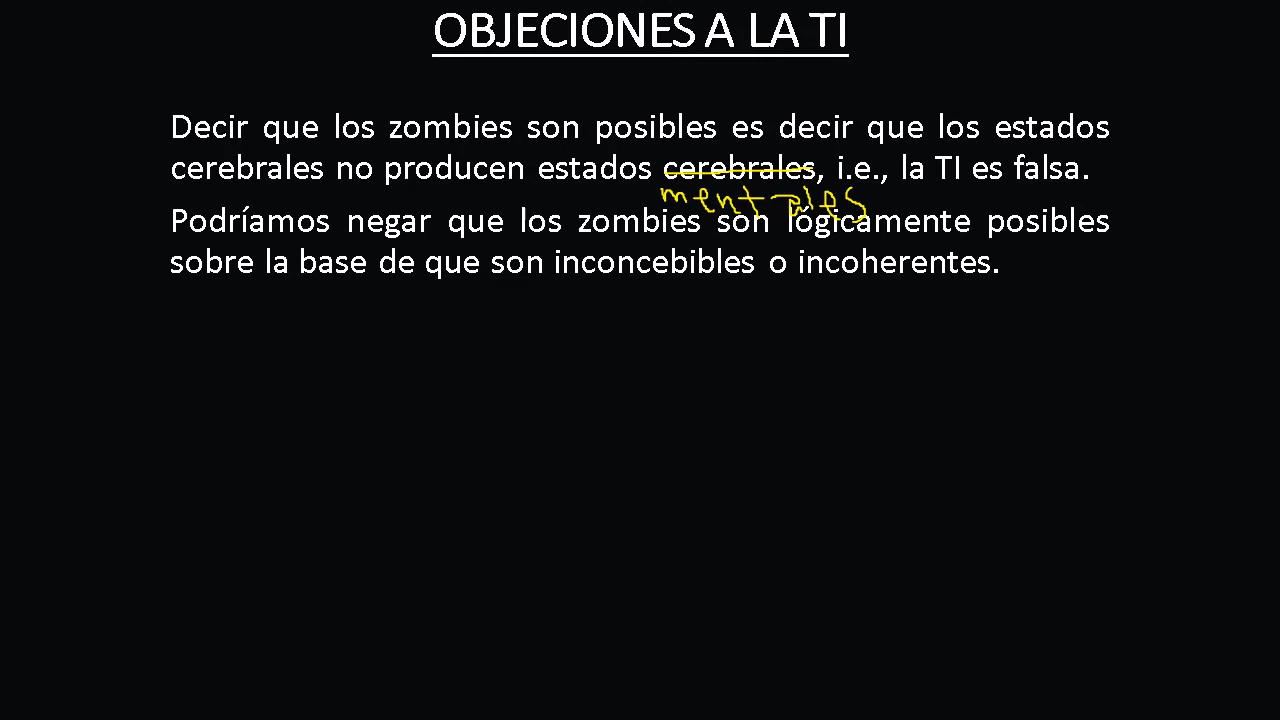 OBJECIONES A LA TI
Decir que los zombies son posibles es decir que los estados
cerebrales no producen estados cerebrales, i.e., la TI es falsa.
mentales
Podríamos negar que los zombies son lógicamente posibles
sobre la base de que son inconcebibles o incoherentes.